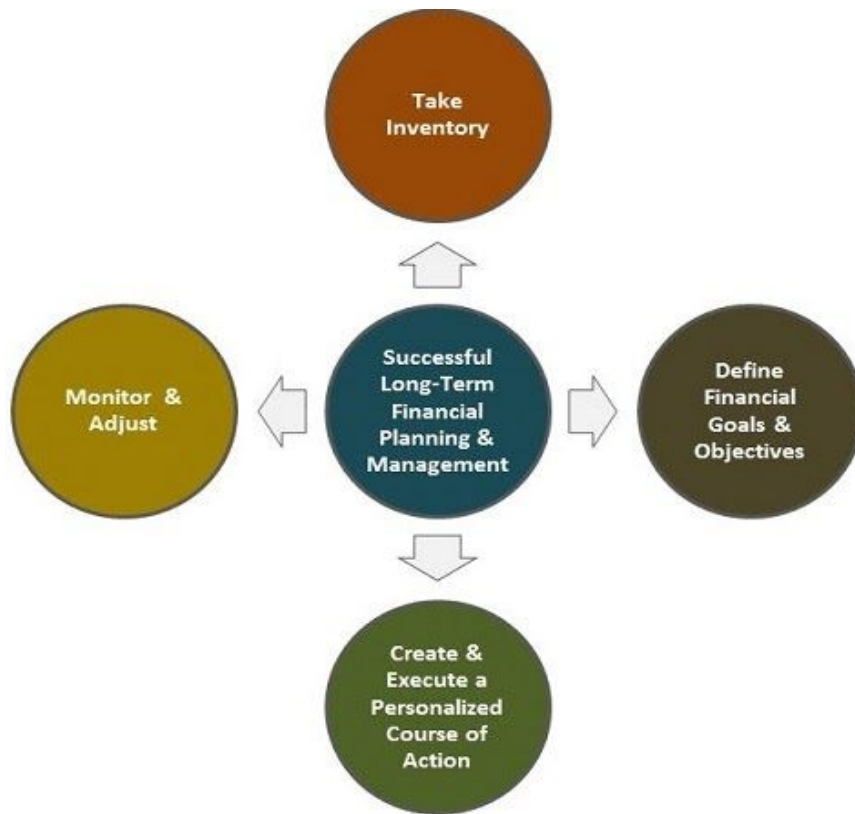 Take
Inventory
Monitor & 
Adjust
Successful
Long-Term
Financial
Planning &
Management
Define
Financial
Goals &
Objectives
Create &
Execute a
Personalized
Course of
Action